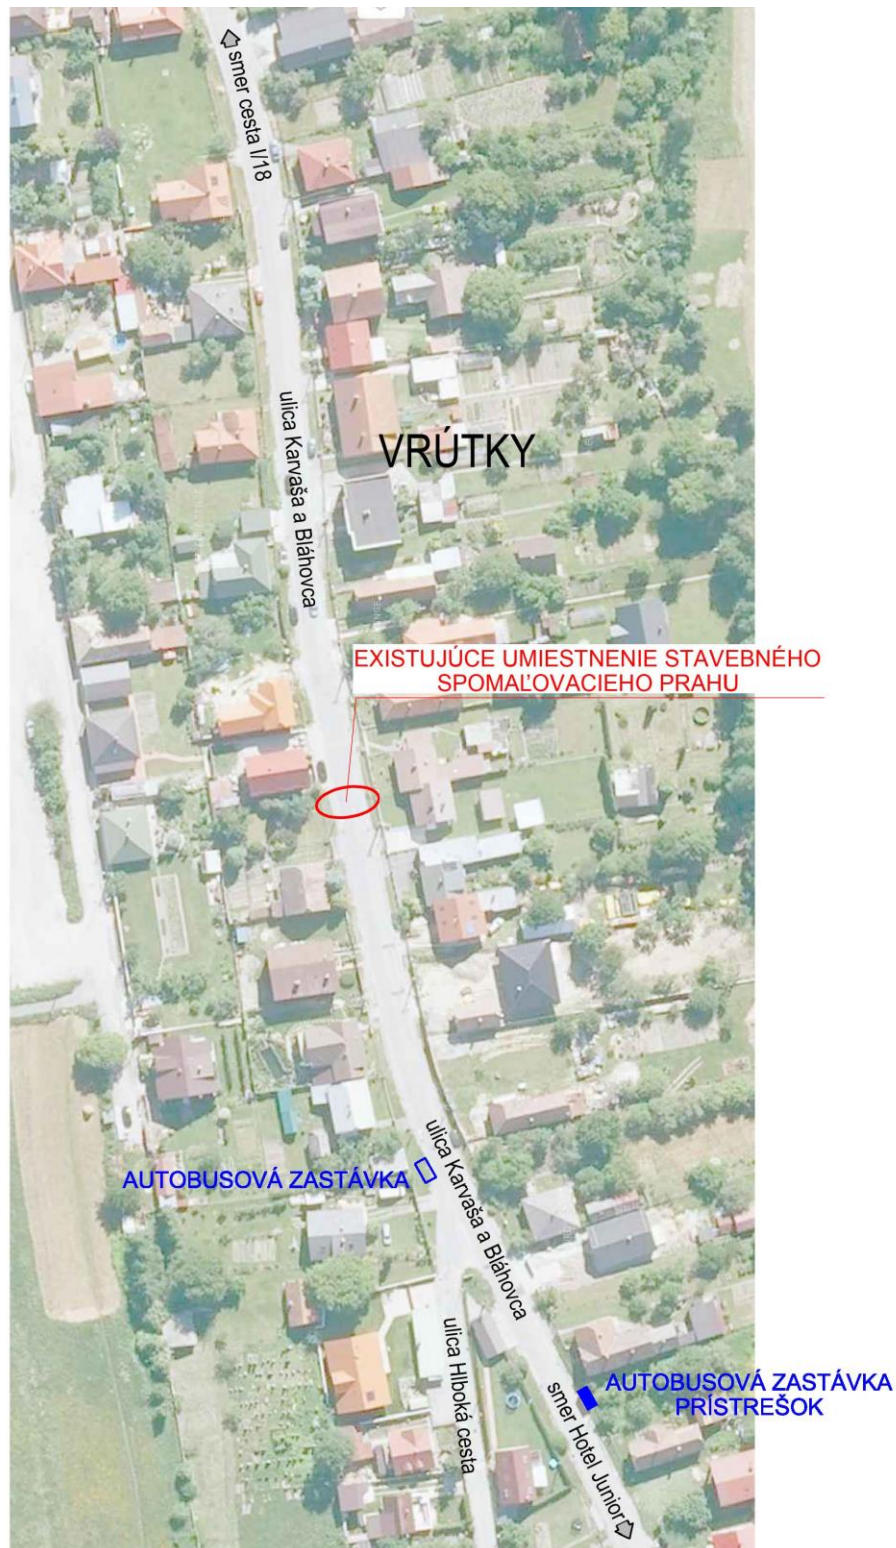 smer cesta I/18
ulica Karvaša a Bláhovca
VRÚTKY
EXISTUJÚCE UMIESTNENIE STAVEBNÉHO
SPOMAĽOVACIEHO PRAHU
AUTOBUSOVÁ ZASTÁVKA
ulica Karvaša a Bláhovca
ulica Hlboká cesta
smer Hotel Junior
AUTOBUSOVÁ ZASTÁVKA
PRÍSTREŠOK